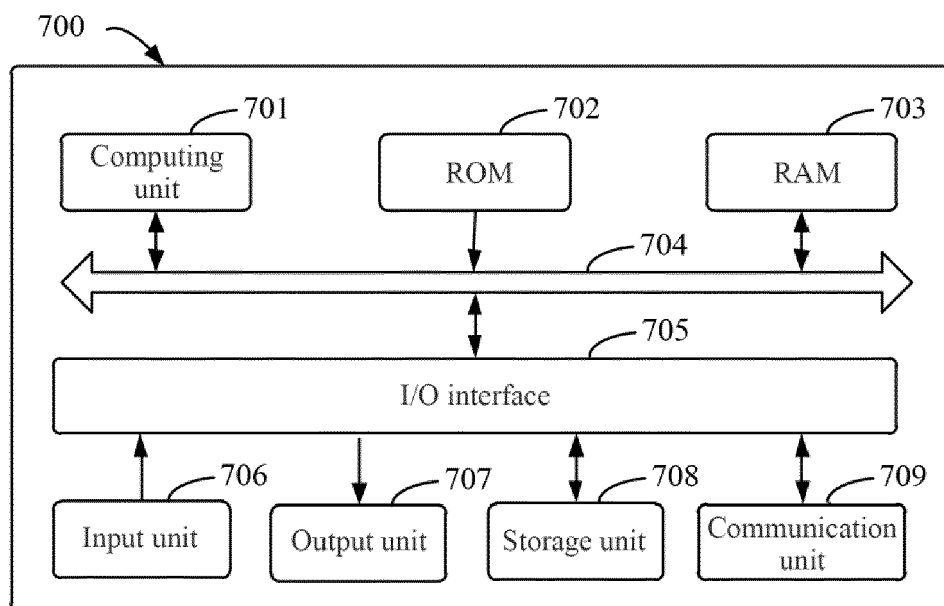 700
701
702
703
Computing
unit
ROM
RAM
704
705
I/O interface
706
707
708
709
Input unit
Output unit
Storage unit
Communication
unit